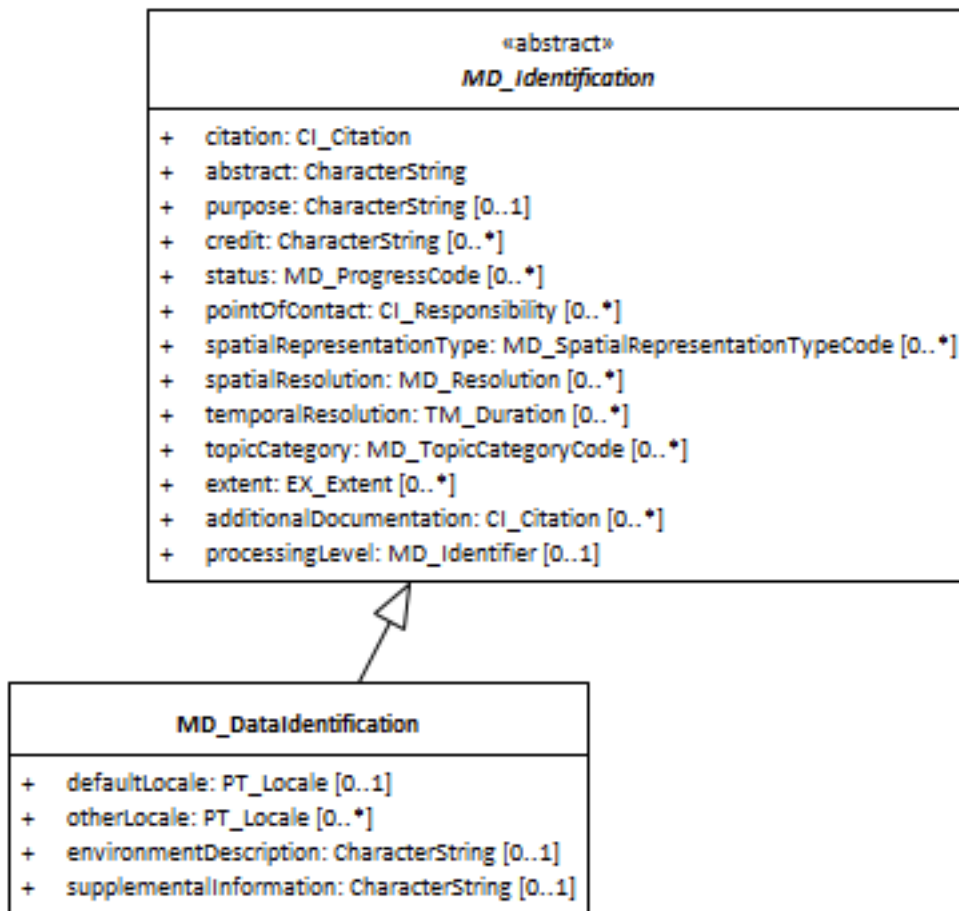 «abstract»
MD_Identification
+ citation: CI_Citation
+ abstract: CharacterString
+ purpose: CharacterString [0..1]
+ credit: CharacterString [0..*]
+ status: MD_ProgressCode [0..*]
+ pointOfContact: CI_Responsibility [0..*]
+ spatialRepresentationType: MD_SpatialRepresentationTypeCode [0..*]
+ spatialResolution: MD_Resolution [0..*]
+ temporalResolution: TM_Duration [0..*]
+ topicCategory: MD_TopicCategoryCode [0..*]
+ extent: EX_Extent [0..*]
+ additionalDocumentation: CI_Citation [0..*]
+ processingLevel: MD_Identifier [0..1]
MD_DataIdentification
+ defaultLocale: PT_Locale [0..1]
+ otherLocale: PT_Locale [0..*]
+ environmentDescription: CharacterString [0..1]
+ supplementalInformation: CharacterString [0..1]